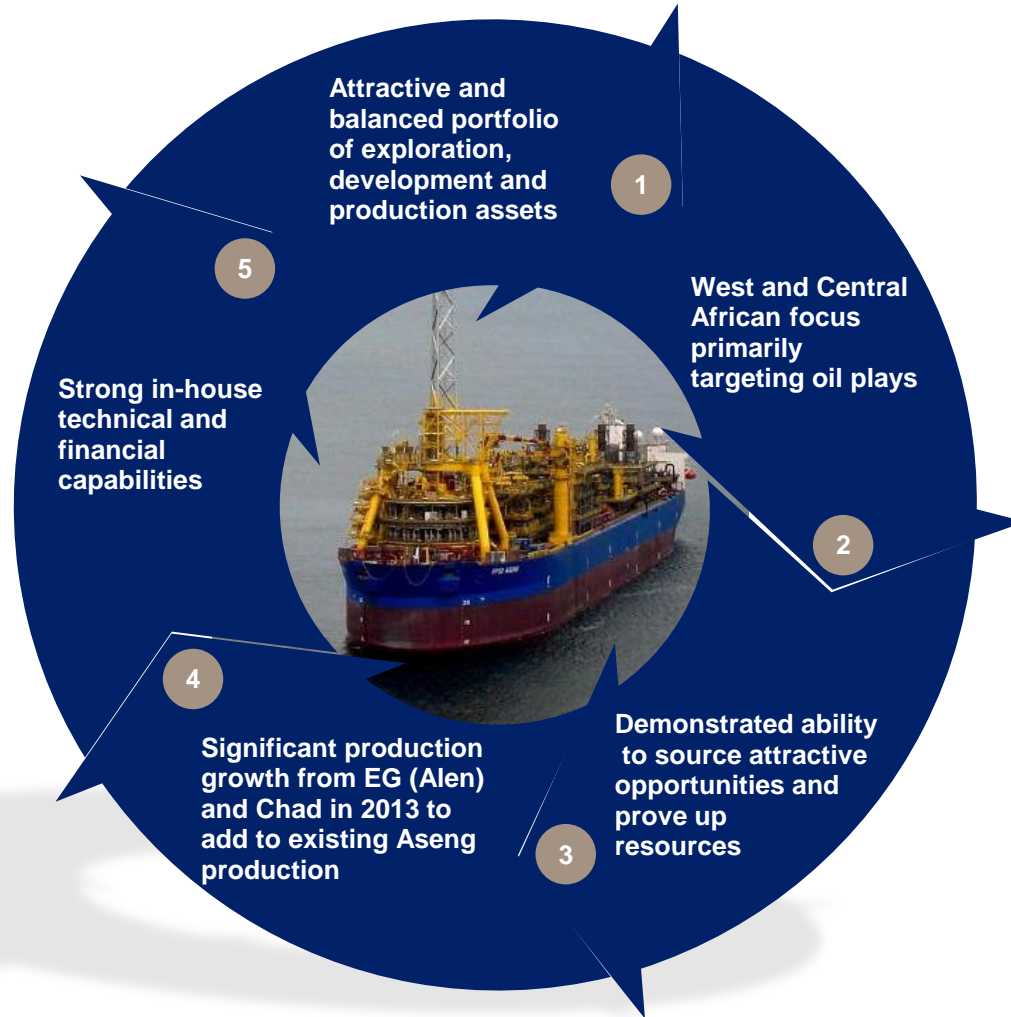 Attractive and
balanced portfolio
of exploration,
development and
production assets
1
West and Central
African focus
primarily
targeting oil plays
2
Demonstrated ability
to source attractive
opportunities and
prove up
resources
3
Significant production
growth from EG (Alen)
and Chad in 2013 to
add to existing Aseng
production
4
Strong in-house
technical and
financial
capabilities
5